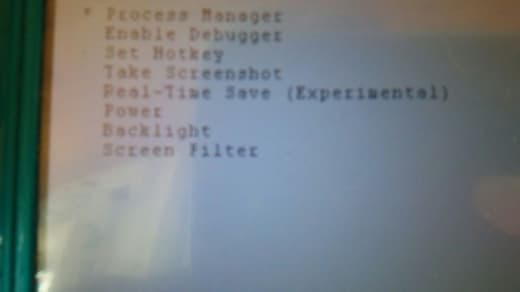 * Process Manager
Enable Debugger
Set Hotkey
Take Screenshot
Real-Time Save (Experimental)
Power
Backlight
Screen Filter